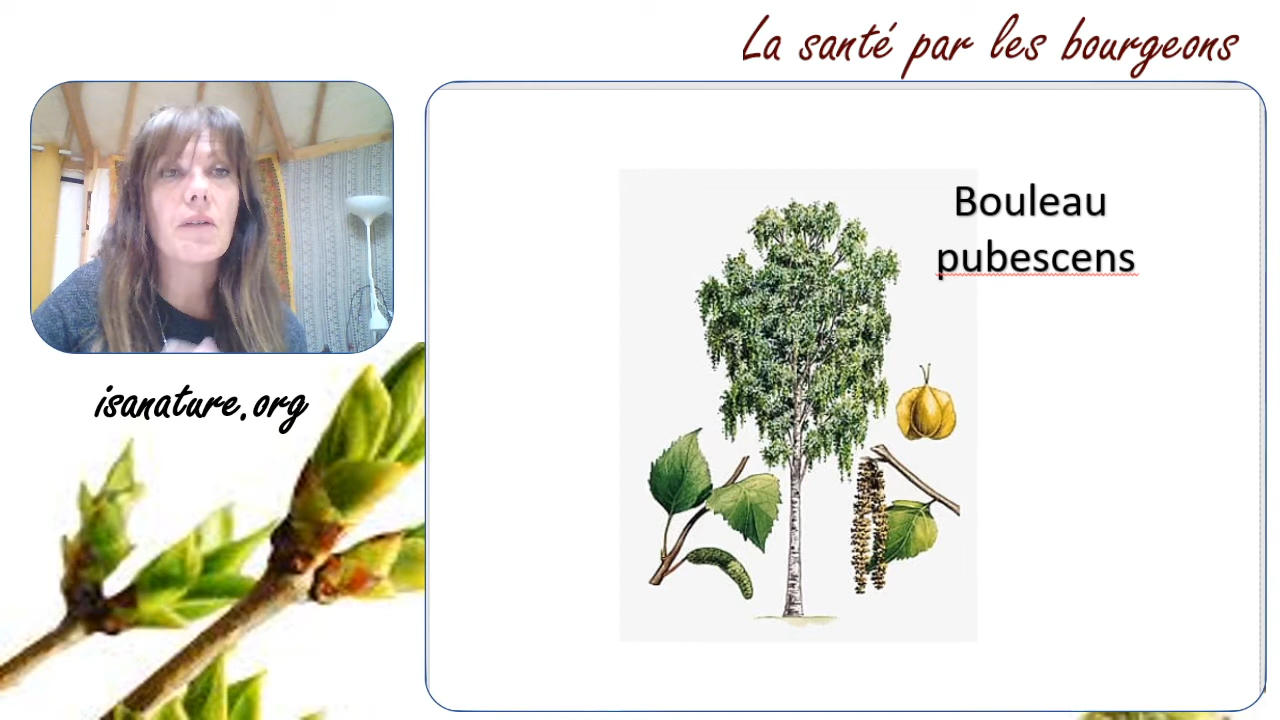 La santé par les bourgeons
isanature.org
Bouleau
pubescens